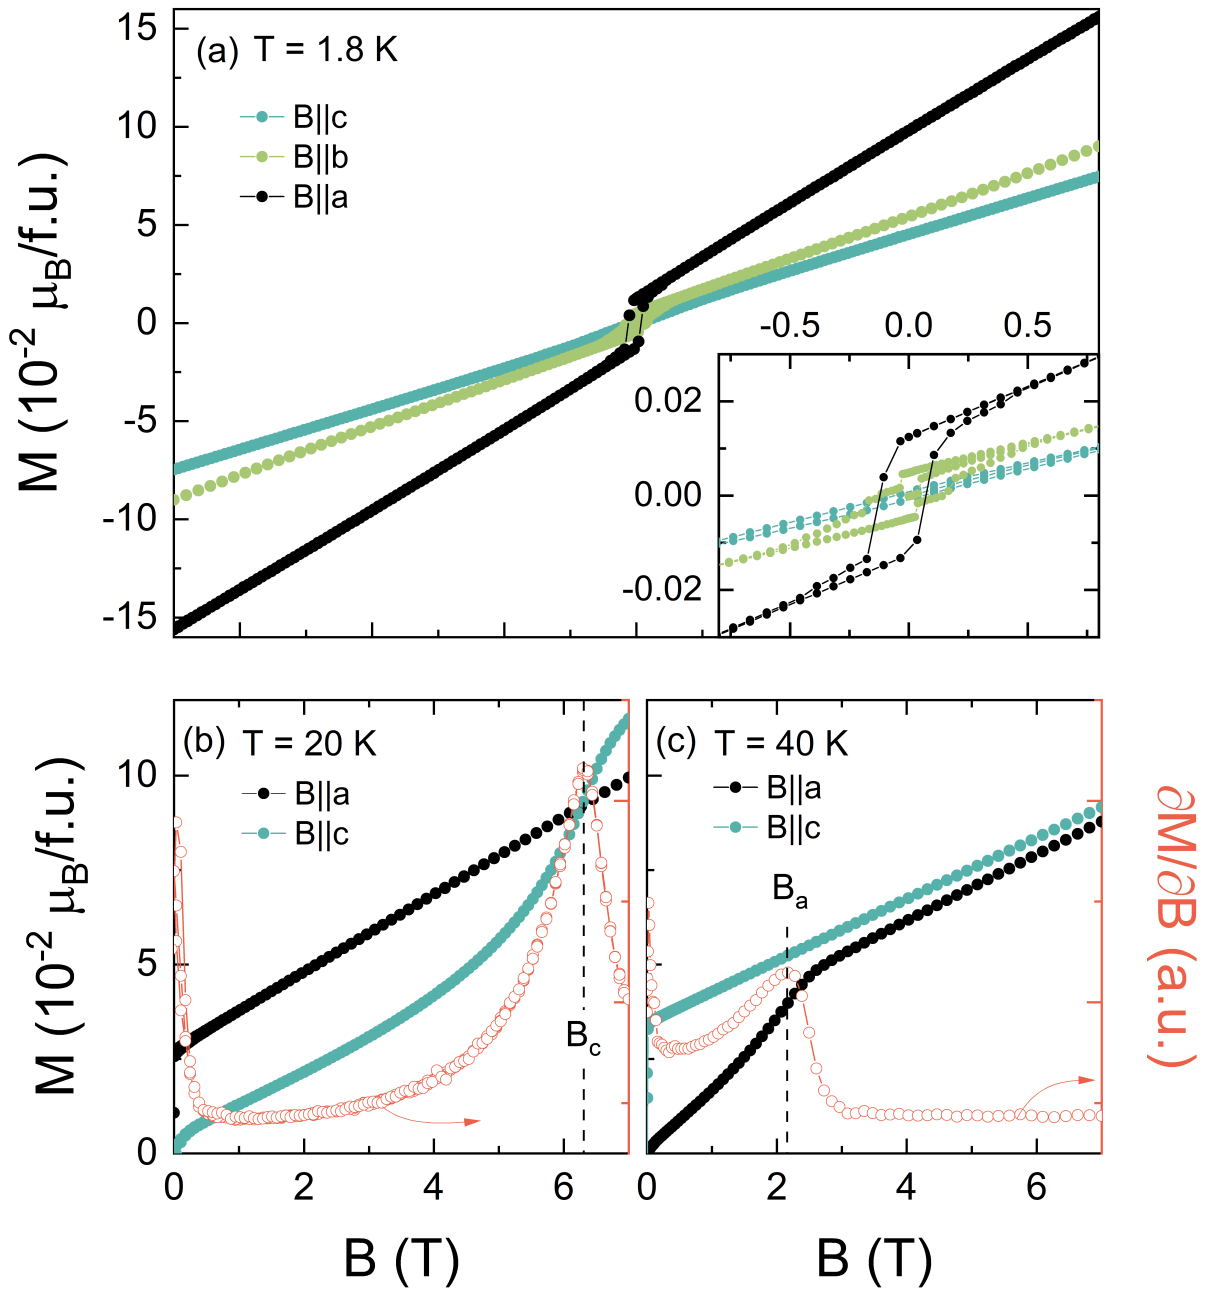 15
10
5
0
-5
-10
-15
M (10⁻² μB/f.u.)
(a) T = 1.8 K
B||c
B||b
B||a
-0.5 0.0 0.5
0.02
0.00
-0.02
(b) T = 20 K
B||a
B||c
Bc
10
5
0
M (10⁻² μB/f.u.)
0 2 4 6
B (T)
(c) T = 40 K
B||a
B||c
Ba
0 2 4 6
B (T)
∂M/∂B (a.u.)